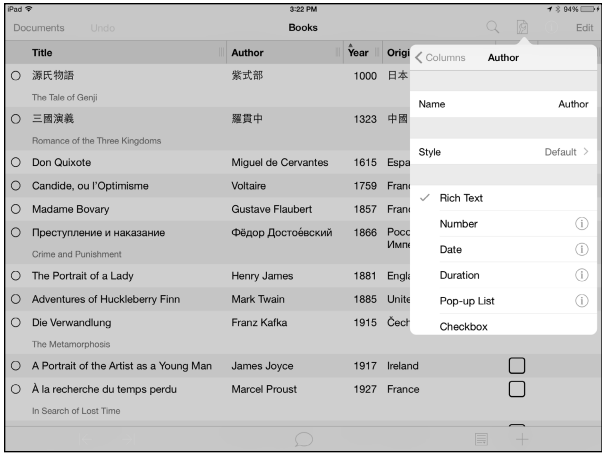 iPad 3:22 PM 94%
Documents Undo Books Edit
Title Author Year Origi
源氏物語 紫式部 1000 日本
The Tale of Genji
三國演義 羅貫中 1323 中國
Romance of the Three Kingdoms
Don Quixote Miguel de Cervantes 1615 Espa
Candide, ou l'Optimisme Voltaire 1759 Franc
Madame Bovary Gustave Flaubert 1857 Franc
Преступление и наказание Фёдор Достое́вский 1866 Росс
Импе
Crime and Punishment
The Portrait of a Lady Henry James 1881 Engla
Adventures of Huckleberry Finn Mark Twain 1885 Unite
Die Verwandlung Franz Kafka 1915 Čech
The Metamorphosis
A Portrait of the Artist as a Young Man James Joyce 1917 Ireland
À la recherche du temps perdu Marcel Proust 1927 France
In Search of Lost Time
Columns Author
Name Author
Style Default
Rich Text
Number
Date
Duration
Pop-up List
Checkbox